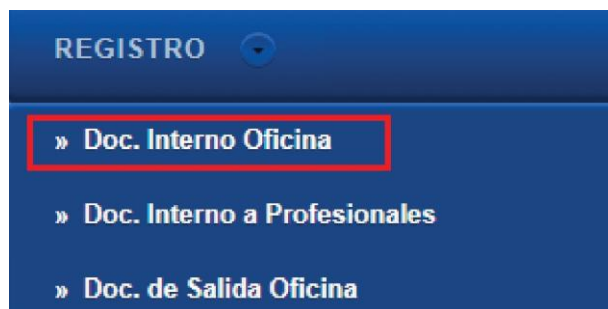 REGISTRO
» Doc. Interno Oficina
» Doc. Interno a Profesionales
» Doc. de Salida Oficina